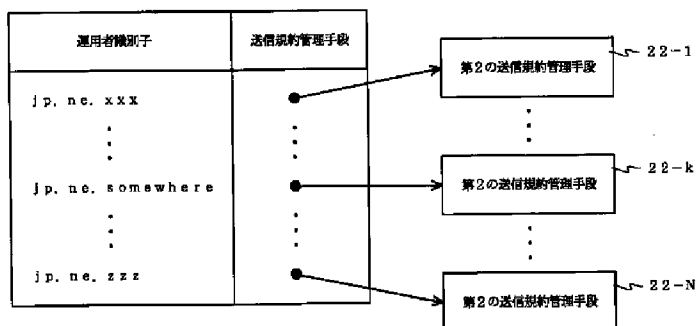 運用者識別子 送信規約管理手段
jp. ne. xxx
jp. ne. somewhere
jp. ne. zzz
第2の送信規約管理手段 22-1
第2の送信規約管理手段 22-k
第2の送信規約管理手段 22-N